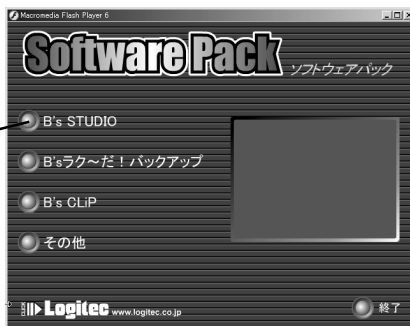 Macromedia Flash Player 6
Software Pack ソフトウェアパック
B's STUDIO
B'sラク～だ！バックアップ
B's CLiP
その他
Logitec www.logitec.co.jp
終了